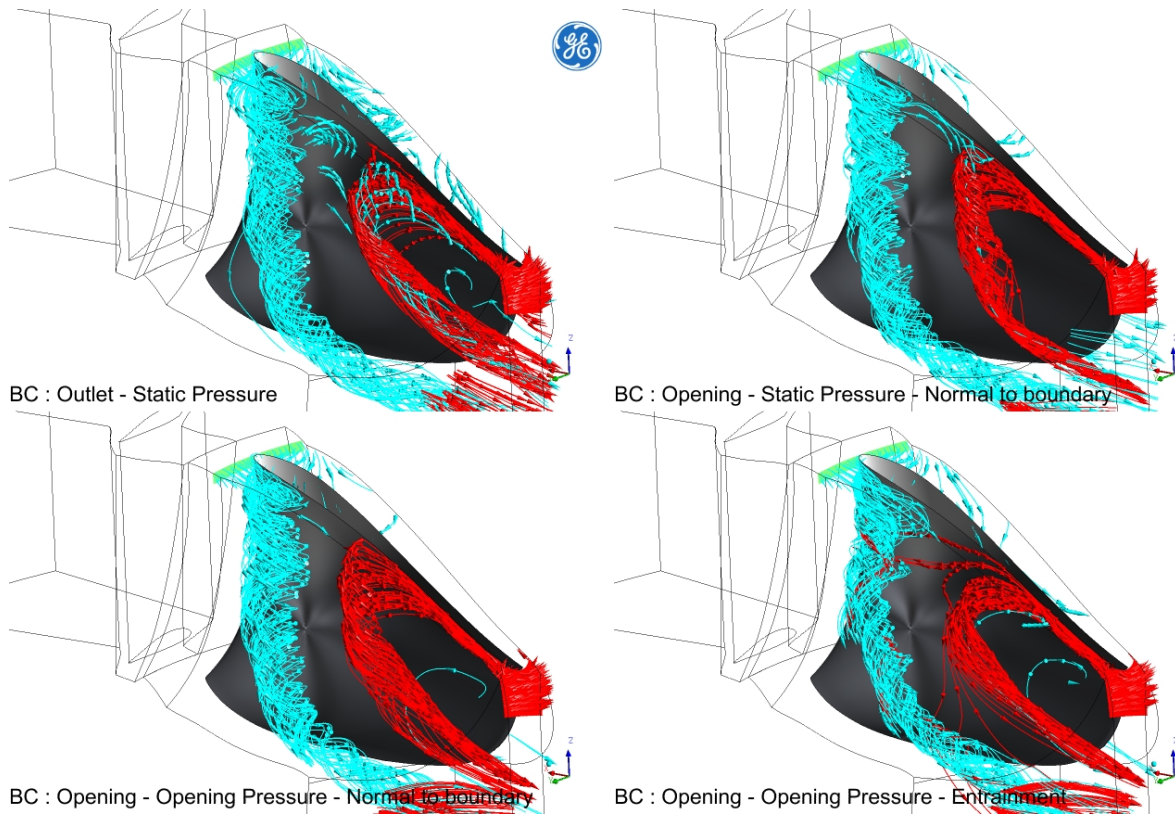 GE
BC : Outlet - Static Pressure
Z
BC : Opening - Static Pressure - Normal to boundary
Z
BC : Opening - Opening Pressure - Normal to boundary
Z
BC : Opening - Opening Pressure - Entrainment
Z